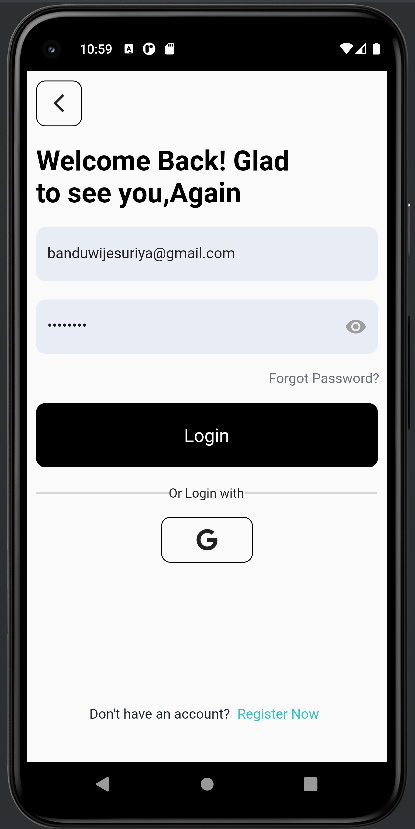 10:59
Welcome Back! Glad
to see you,Again
banduwijesuriya@gmail.com
••••••••
Forgot Password?
Login
Or Login with
G
Don't have an account? Register Now